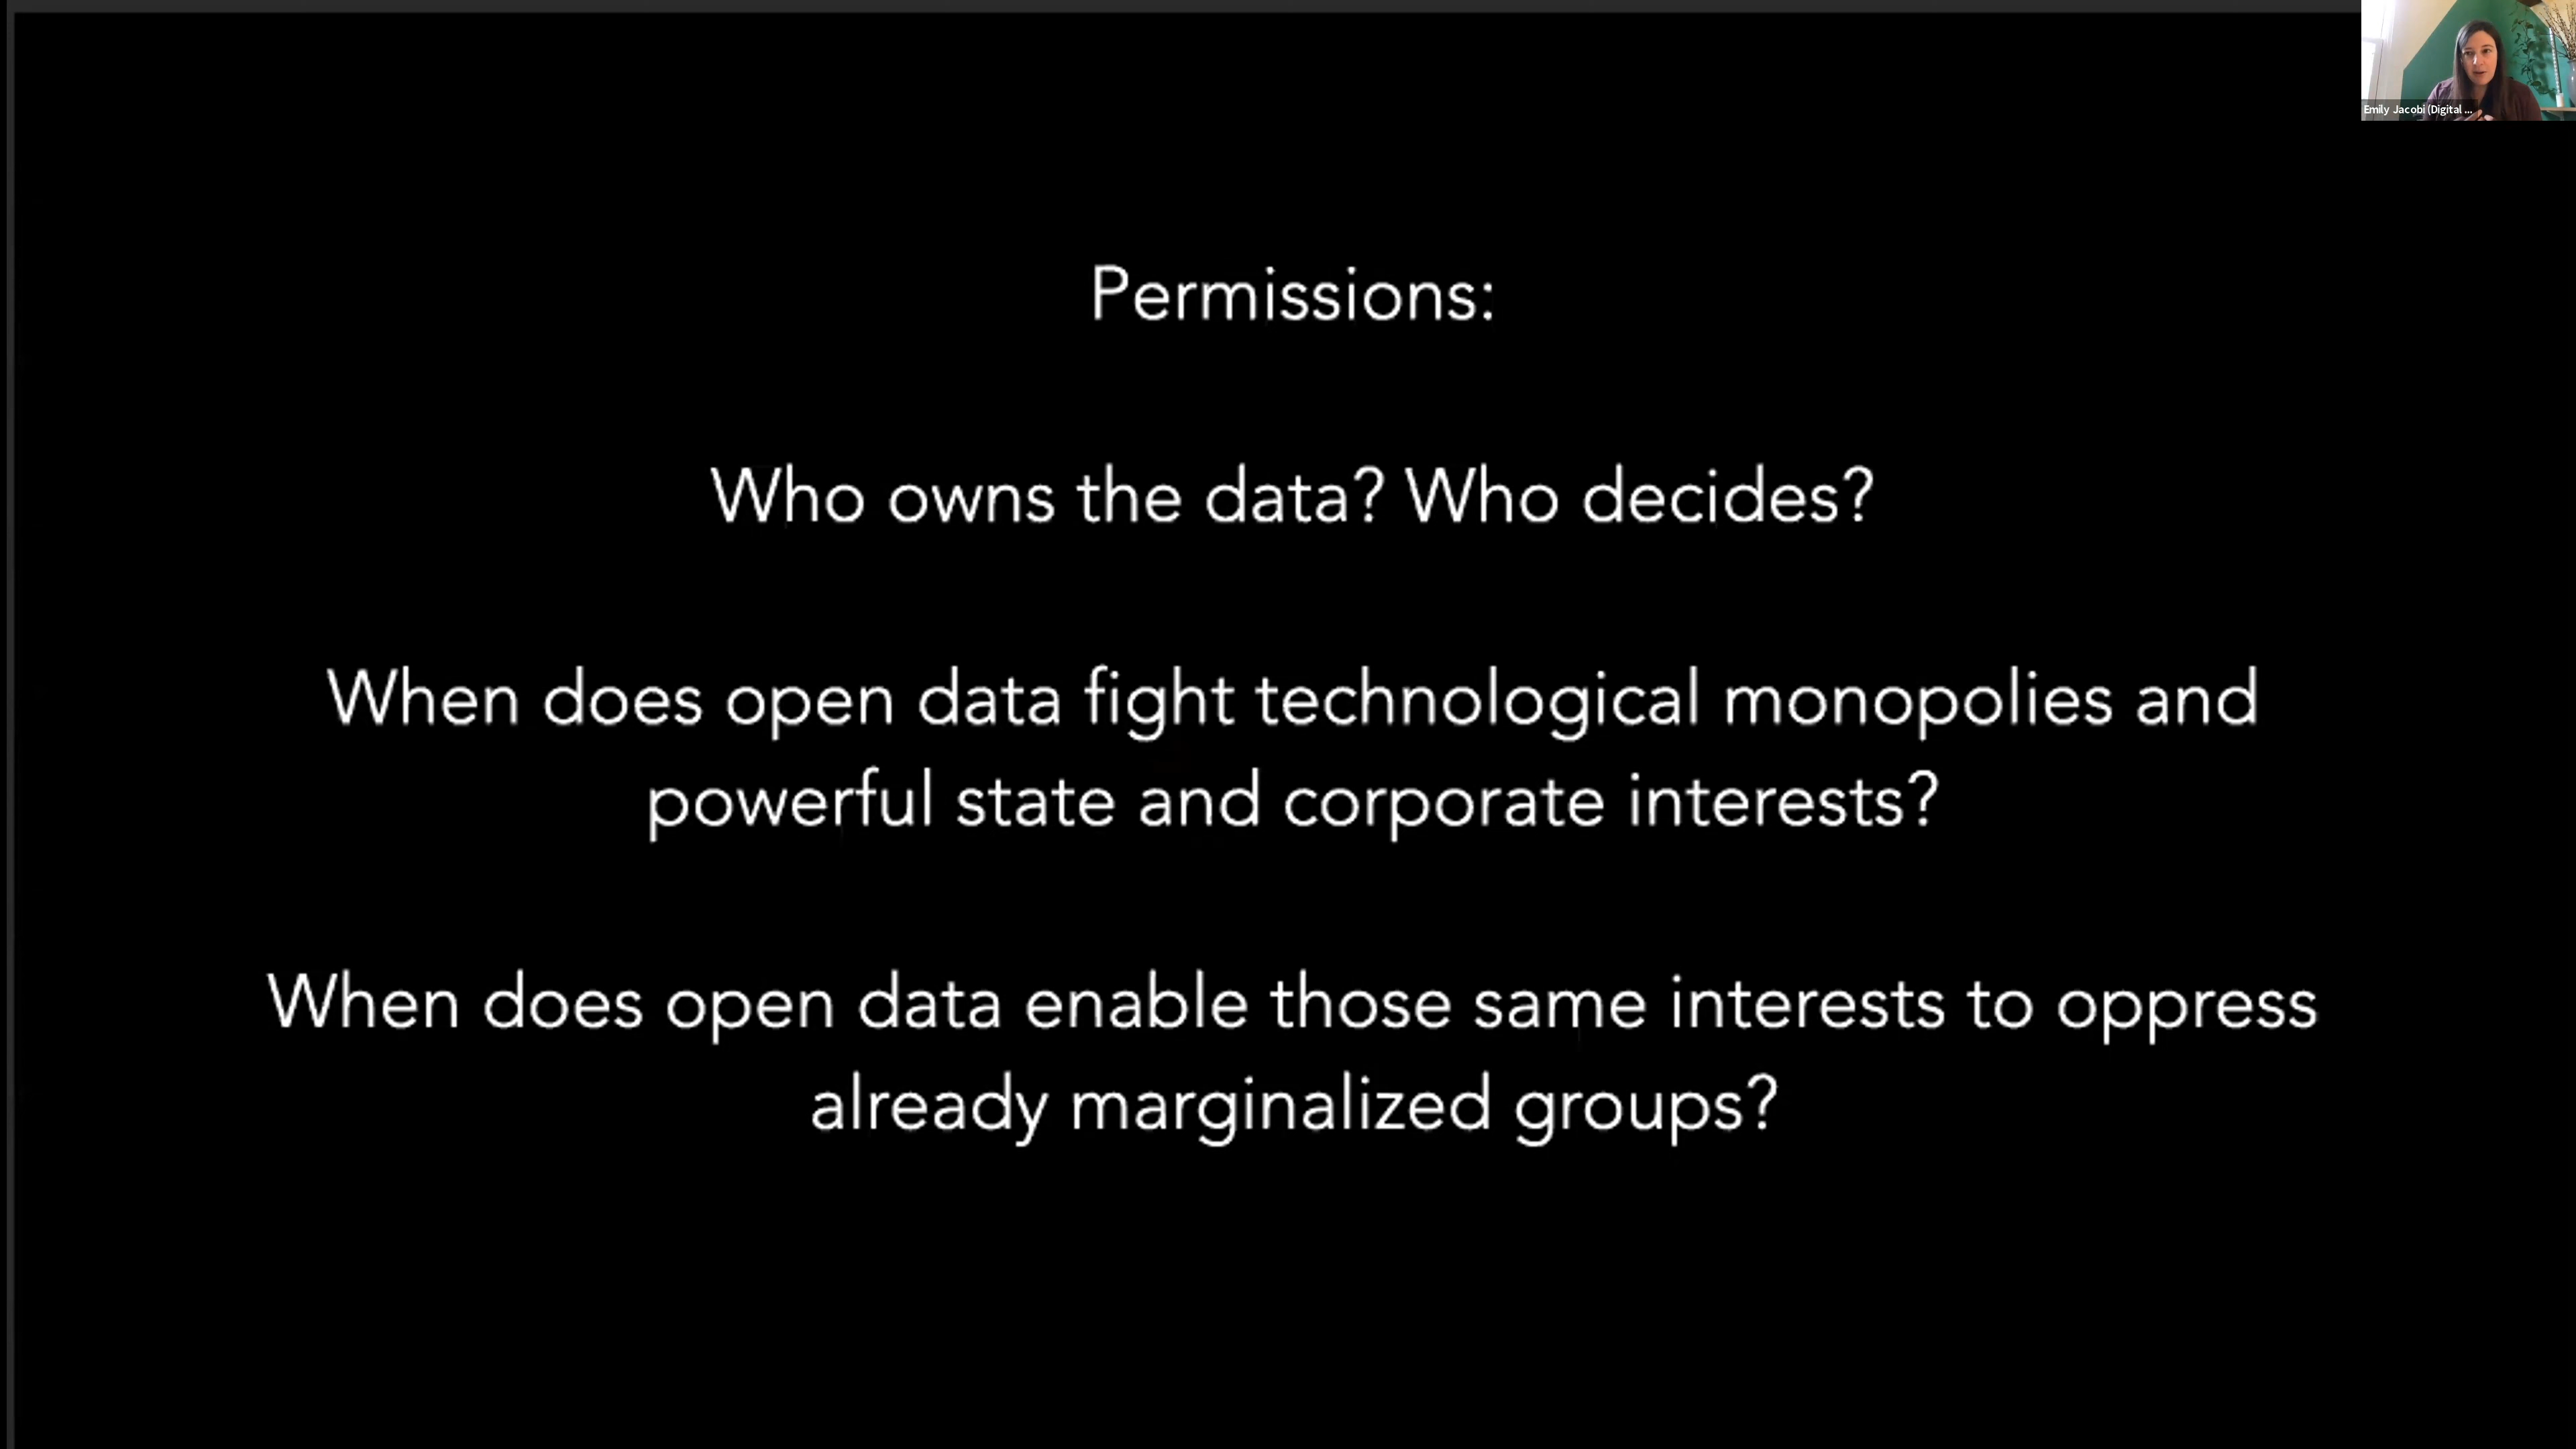 Emily Jacobi (Digital ...
Permissions:
Who owns the data? Who decides?
When does open data fight technological monopolies and
powerful state and corporate interests?
When does open data enable those same interests to oppress
already marginalized groups?